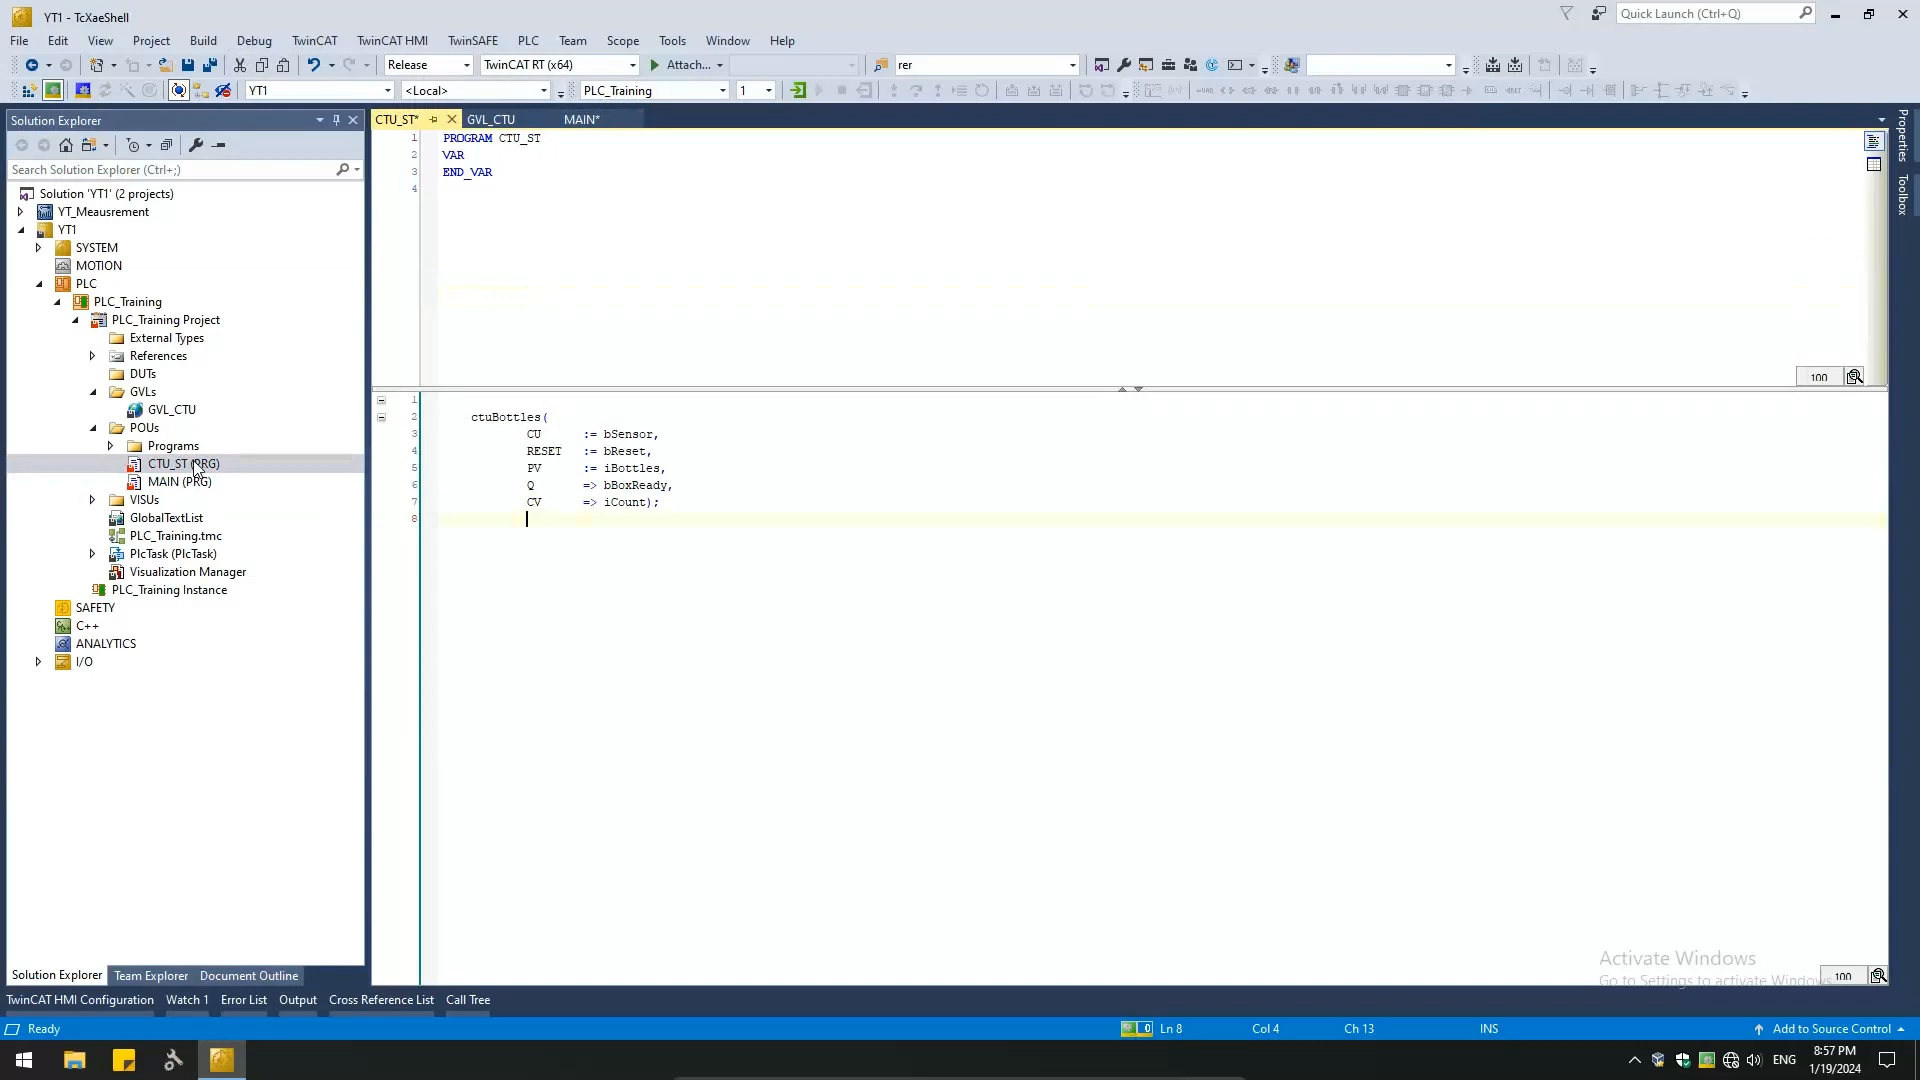 YT1 - TcXaeShell
Quick Launch (Ctrl+Q)
File Edit View Project Build Debug TwinCAT TwinCAT HMI TwinSAFE PLC Team Scope Tools Window Help
Release TwinCAT RT (x64) Attach... rer
YT1 <Local> PLC_Training 1
Solution Explorer
Search Solution Explorer (Ctrl+;)
Solution 'YT1' (2 projects)
YT_Meausrement
YT1
SYSTEM
MOTION
PLC
PLC_Training
PLC_Training Project
External Types
References
DUTs
GVLs
GVL_CTU
POUs
Programs
CTU_ST (PRG)
MAIN (PRG)
VISUs
GlobalTextList
PLC_Training.tmc
PlcTask (PlcTask)
Visualization Manager
PLC_Training Instance
SAFETY
C++
ANALYTICS
I/O
Solution Explorer Team Explorer Document Outline
CTU_ST* GVL_CTU MAIN*
1 PROGRAM CTU_ST
2 VAR
3 END_VAR
4
100
1
2 ctuBottles(
3 CU := bSensor,
4 RESET := bReset,
5 PV := iBottles,
6 Q => bBoxReady,
7 CV => iCount);
8
100
Properties
Toolbox
Activate Windows
Go to Settings to activate Windows.
TwinCAT HMI Configuration Watch 1 Error List Output Cross Reference List Call Tree
Ready 0 Ln 8 Col 4 Ch 13 INS Add to Source Control
ENG 8:57 PM
1/19/2024